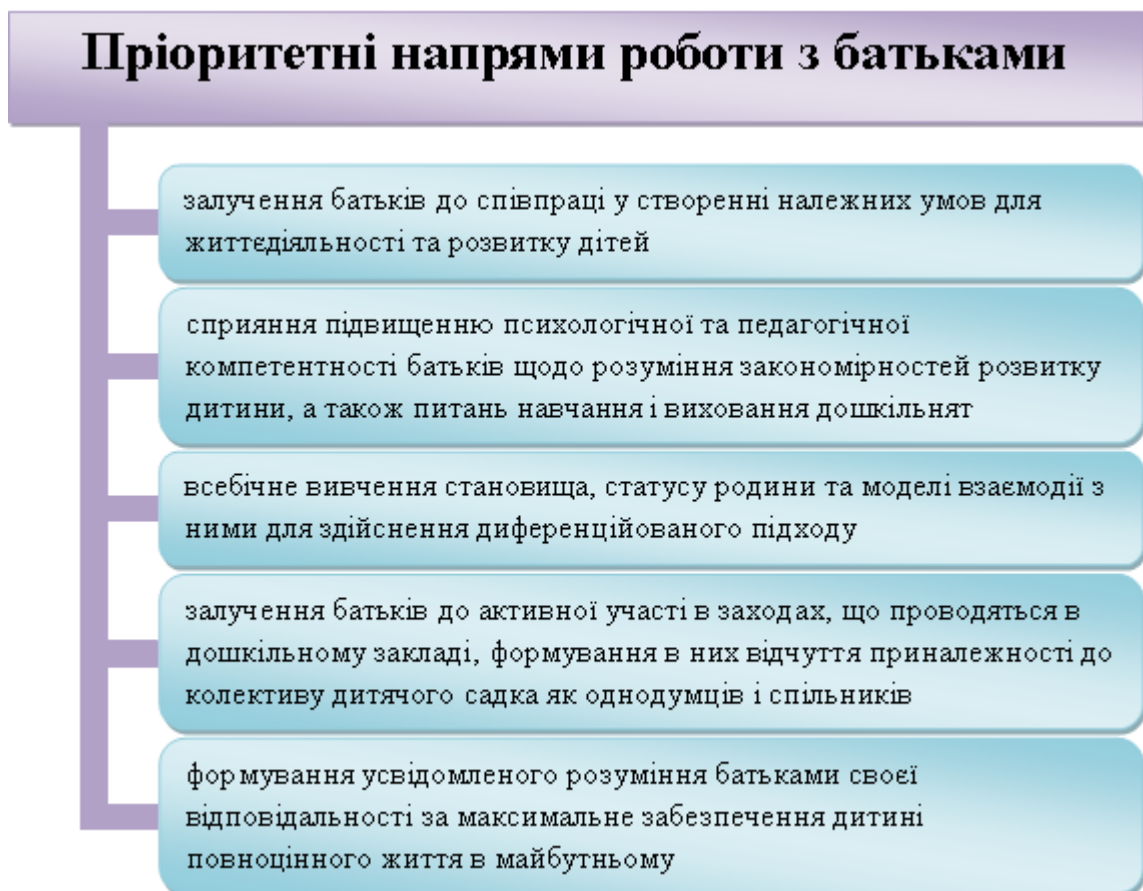 Пріоритетні напрями роботи з батьками
залучення батьків до співпраці у створенні належних умов для
життєдіяльності та розвитку дітей
сприяння підвищенню психологічної та педагогічної
компетентності батьків щодо розуміння закономірностей розвитку
дитини, а також питань навчання і виховання дошкільнят
всебічне вивчення становища, статусу родини та моделі взаємодії з
ними для здійснення диференційованого підходу
залучення батьків до активної участі в заходах, що проводяться в
дошкільному закладі, формування в них відчуття приналежності до
колективу дитячого садка як однодумців і спільників
формування усвідомленого розуміння батьками своєї
відповідальності за максимальне забезпечення дитині
повноцінного життя в майбутньому